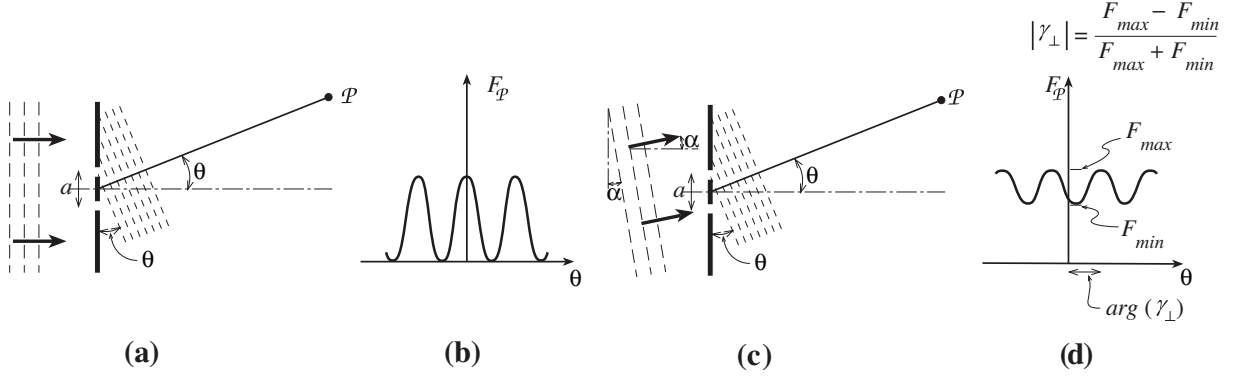 |γ⊥| = F_max − F_min / F_max + F_min
a
θ
θ
𝒫
(a)
F_𝒫
θ
(b)
α
α
a
θ
θ
𝒫
(c)
F_𝒫
F_max
F_min
θ
arg (γ⊥)
(d)